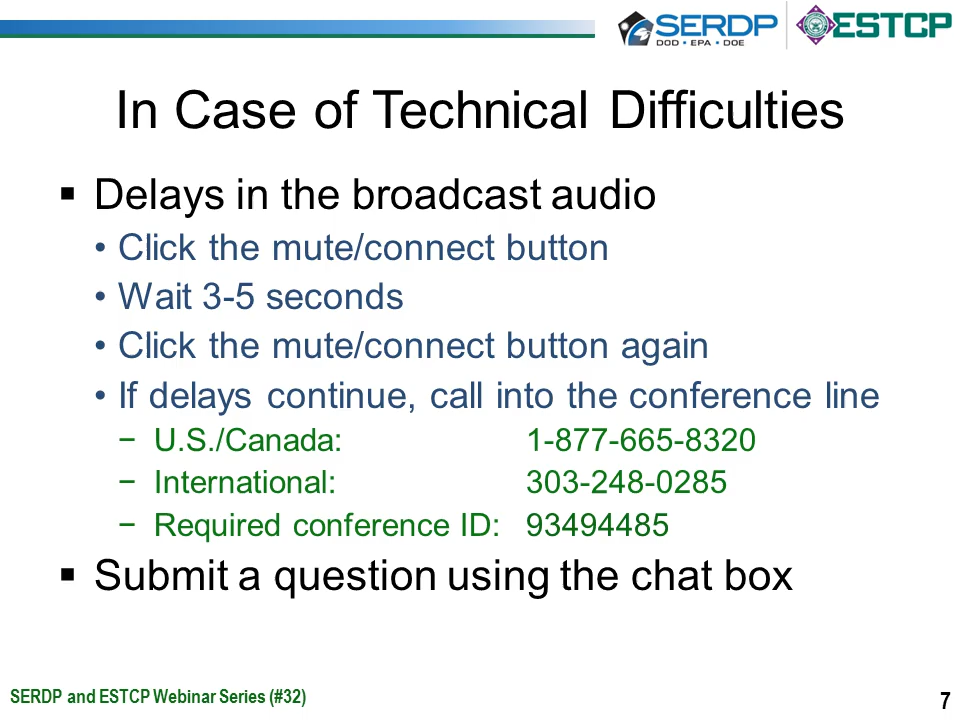 SERDP
DOD • EPA • DOE
ESTCP
In Case of Technical Difficulties
▪ Delays in the broadcast audio
• Click the mute/connect button
• Wait 3-5 seconds
• Click the mute/connect button again
• If delays continue, call into the conference line
− U.S./Canada: 1-877-665-8320
− International: 303-248-0285
− Required conference ID: 93494485
▪ Submit a question using the chat box
SERDP and ESTCP Webinar Series (#32)
7